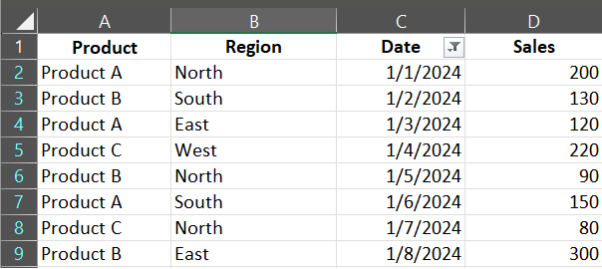 A B C D
1 Product Region Date Sales
2 Product A North 1/1/2024 200
3 Product B South 1/2/2024 130
4 Product A East 1/3/2024 120
5 Product C West 1/4/2024 220
6 Product B North 1/5/2024 90
7 Product A South 1/6/2024 150
8 Product C North 1/7/2024 80
9 Product B East 1/8/2024 300